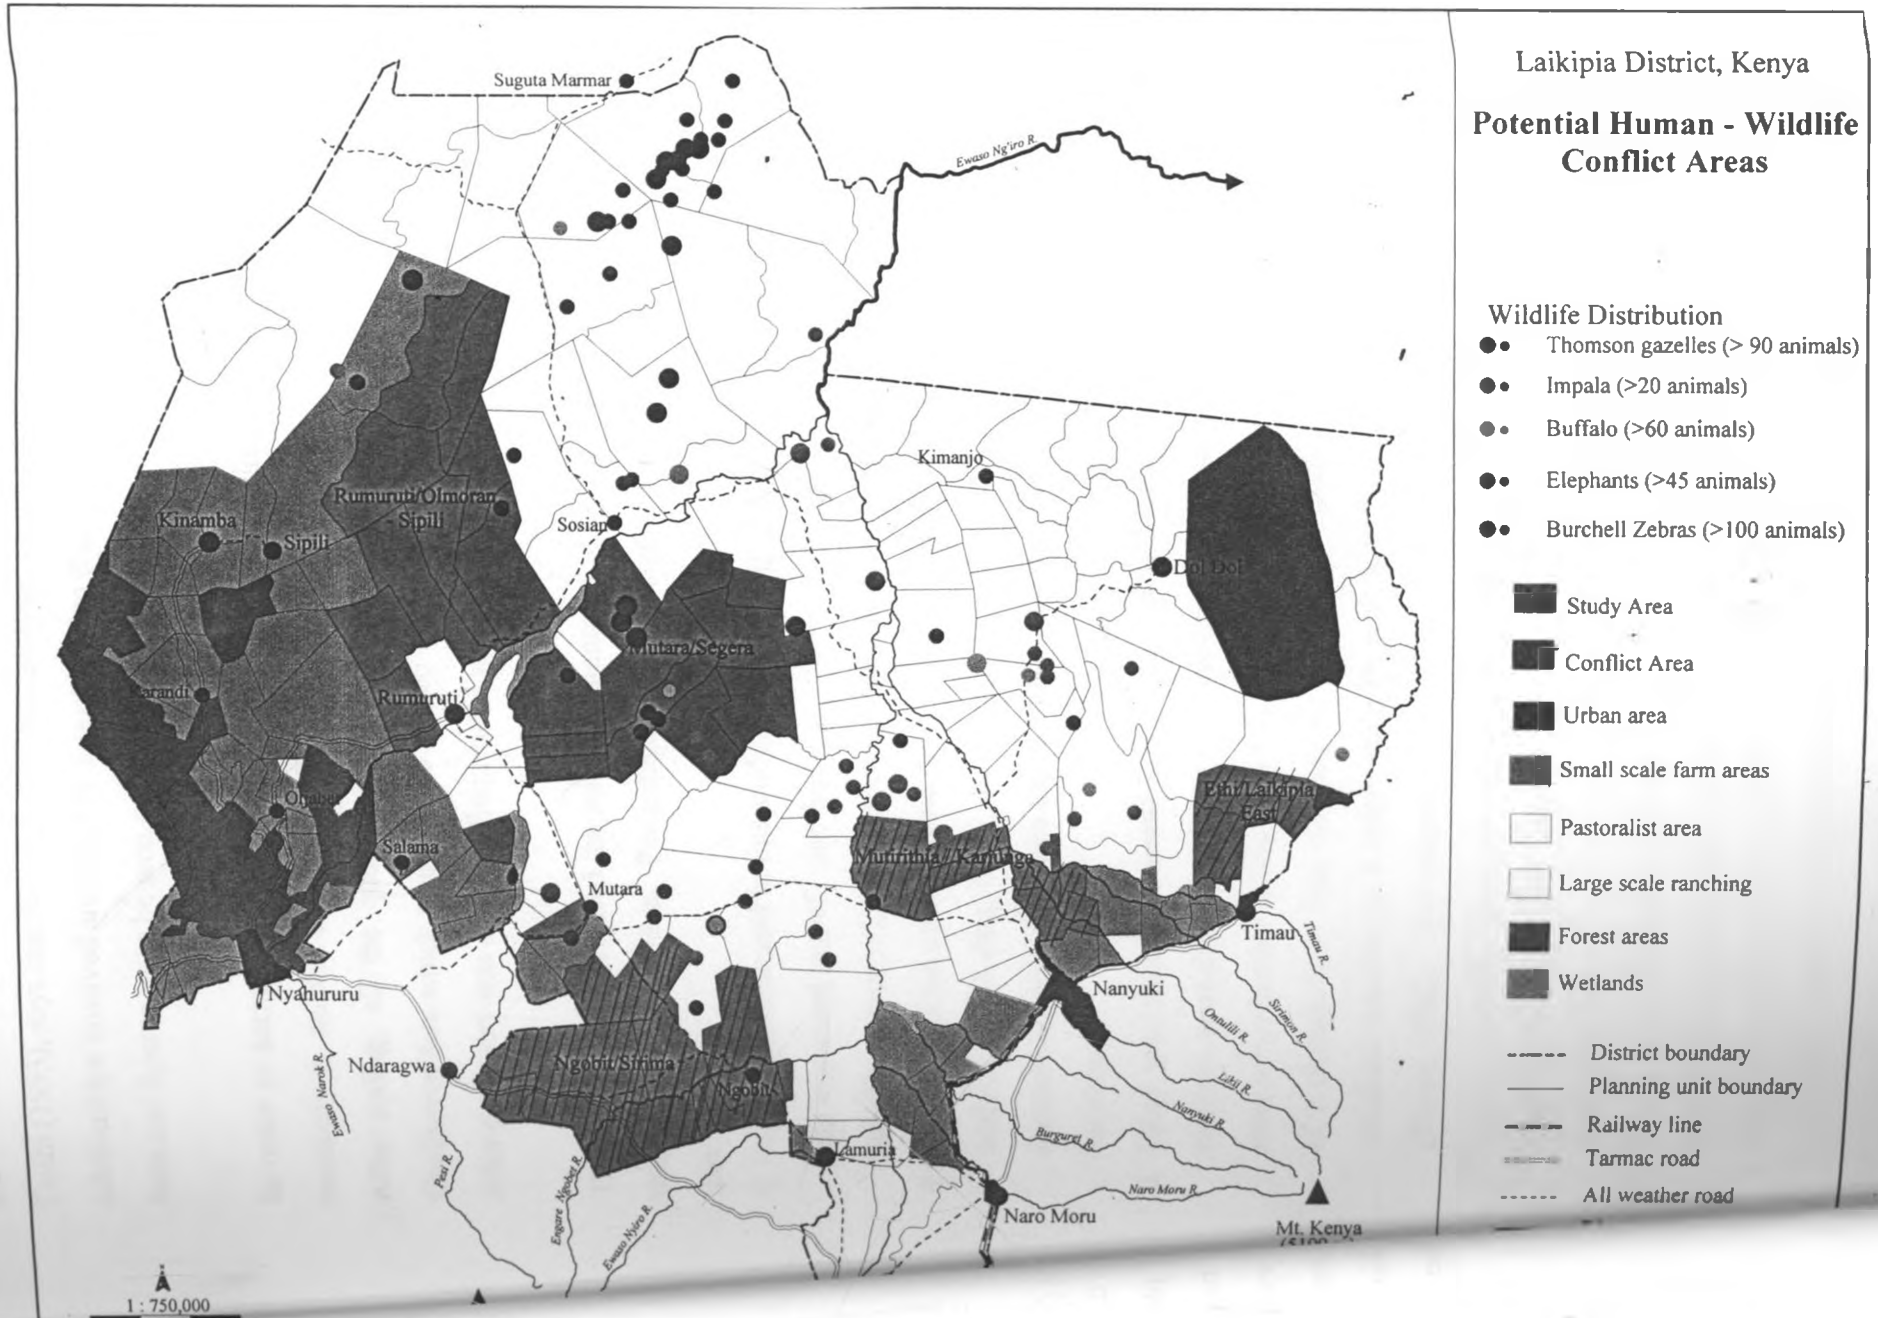 Laikipia District, Kenya
Potential Human - Wildlife
Conflict Areas
Wildlife Distribution
Thomson gazelles (> 90 animals)
Impala (>20 animals)
Buffalo (>60 animals)
Elephants (>45 animals)
Burchell Zebras (>100 animals)
Study Area
Conflict Area
Urban area
Small scale farm areas
Pastoralist area
Large scale ranching
Forest areas
Wetlands
District boundary
Planning unit boundary
Railway line
Tarmac road
All weather road
Suguta Marmar
Ewaso Ng'iro R.
Kimanjo
Rumuruti/Olmoran
- Sipili
Kinamba
Sipili
Sosian
Dol Dol
Mutara/Segera
Karandi
Rumuruti
Ethi/Laikipia
East
Oljabet
Salama
Mutirithia / Kariunga
Mutara
Timau
Timau R.
Nyahururu
Nanyuki
Sirimon R.
Ontulili R.
Ndaragwa
Ngobit/Sirima
Ngobit
Likii R.
Nanyuki R.
Ewaso Narok R.
Burguret R.
Lamuria
Pesi R.
Engare Ngobet R.
Ewaso Nyiro R.
Naro Moru R.
Naro Moru
Mt. Kenya
1 : 750,000